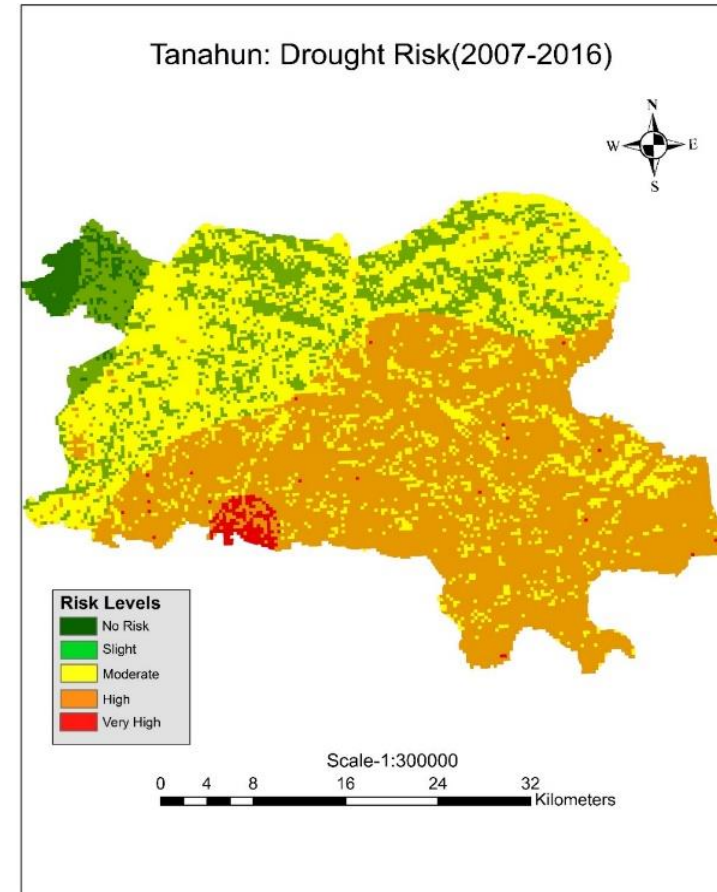 Tanahun: Drought Risk(2007-2016)
N
W E
S
Risk Levels
No Risk
Slight
Moderate
High
Very High
Scale-1:300000
0 4 8 16 24 32
Kilometers